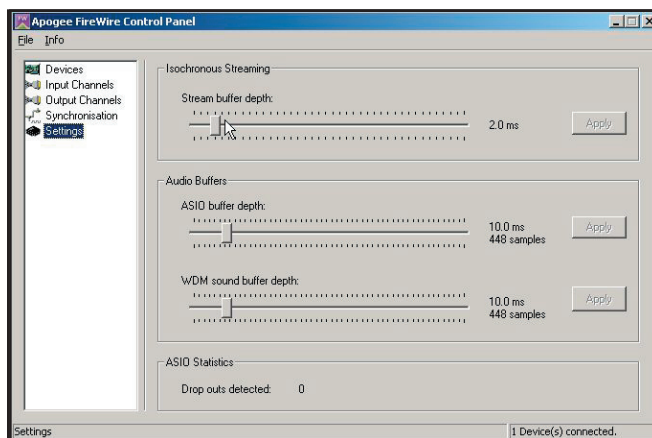 Apogee FireWire Control Panel
File Info
Devices
Input Channels
Output Channels
Synchronisation
Settings
Isochronous Streaming
Stream buffer depth:
2.0 ms
Apply
Audio Buffers
ASIO buffer depth:
10.0 ms
448 samples
Apply
WDM sound buffer depth:
10.0 ms
448 samples
Apply
ASIO Statistics
Drop outs detected: 0
Settings
1 Device(s) connected.